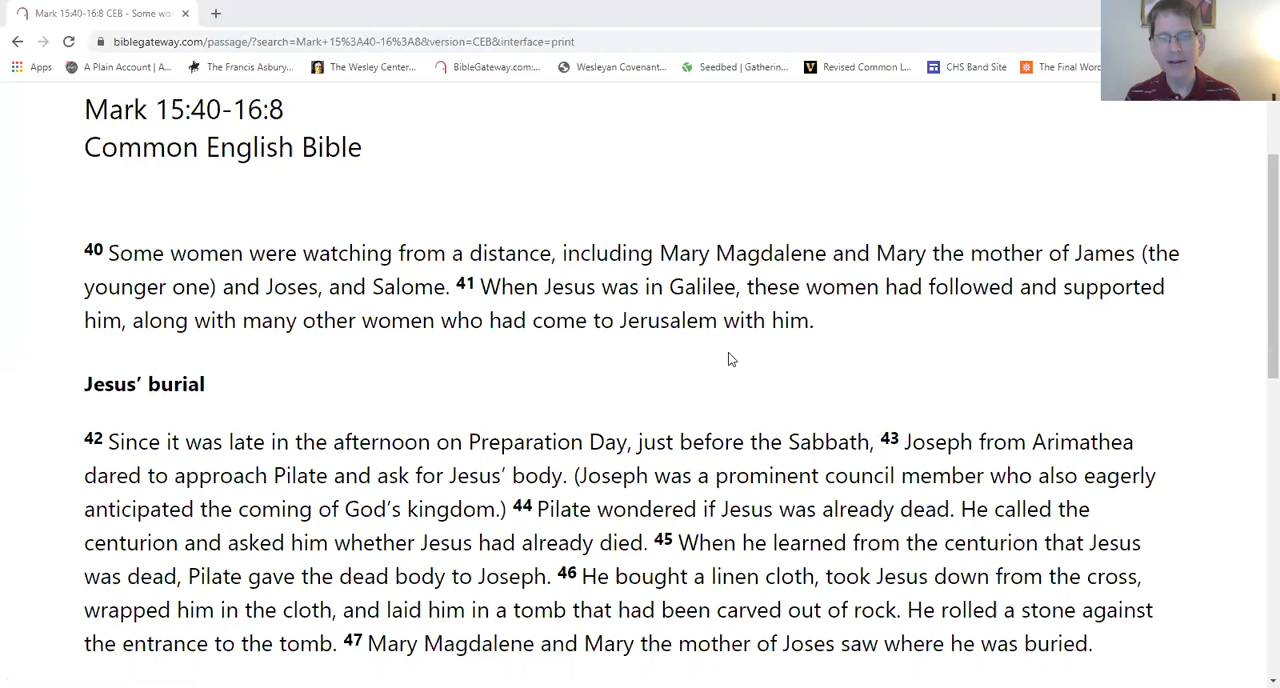 Mark 15:40-16:8 CEB - Some wo
biblegateway.com/passage/?search=Mark+15%3A40-16%3A8&version=CEB&interface=print
Apps A Plain Account | A... The Francis Asbury... The Wesley Center... BibleGateway.com:... Wesleyan Covenant... Seedbed | Gatherin... Revised Common L... CHS Band Site The Final Word
Mark 15:40-16:8
Common English Bible
40 Some women were watching from a distance, including Mary Magdalene and Mary the mother of James (the
younger one) and Joses, and Salome. 41 When Jesus was in Galilee, these women had followed and supported
him, along with many other women who had come to Jerusalem with him.
Jesus’ burial
42 Since it was late in the afternoon on Preparation Day, just before the Sabbath, 43 Joseph from Arimathea
dared to approach Pilate and ask for Jesus’ body. (Joseph was a prominent council member who also eagerly
anticipated the coming of God’s kingdom.) 44 Pilate wondered if Jesus was already dead. He called the
centurion and asked him whether Jesus had already died. 45 When he learned from the centurion that Jesus
was dead, Pilate gave the dead body to Joseph. 46 He bought a linen cloth, took Jesus down from the cross,
wrapped him in the cloth, and laid him in a tomb that had been carved out of rock. He rolled a stone against
the entrance to the tomb. 47 Mary Magdalene and Mary the mother of Joses saw where he was buried.